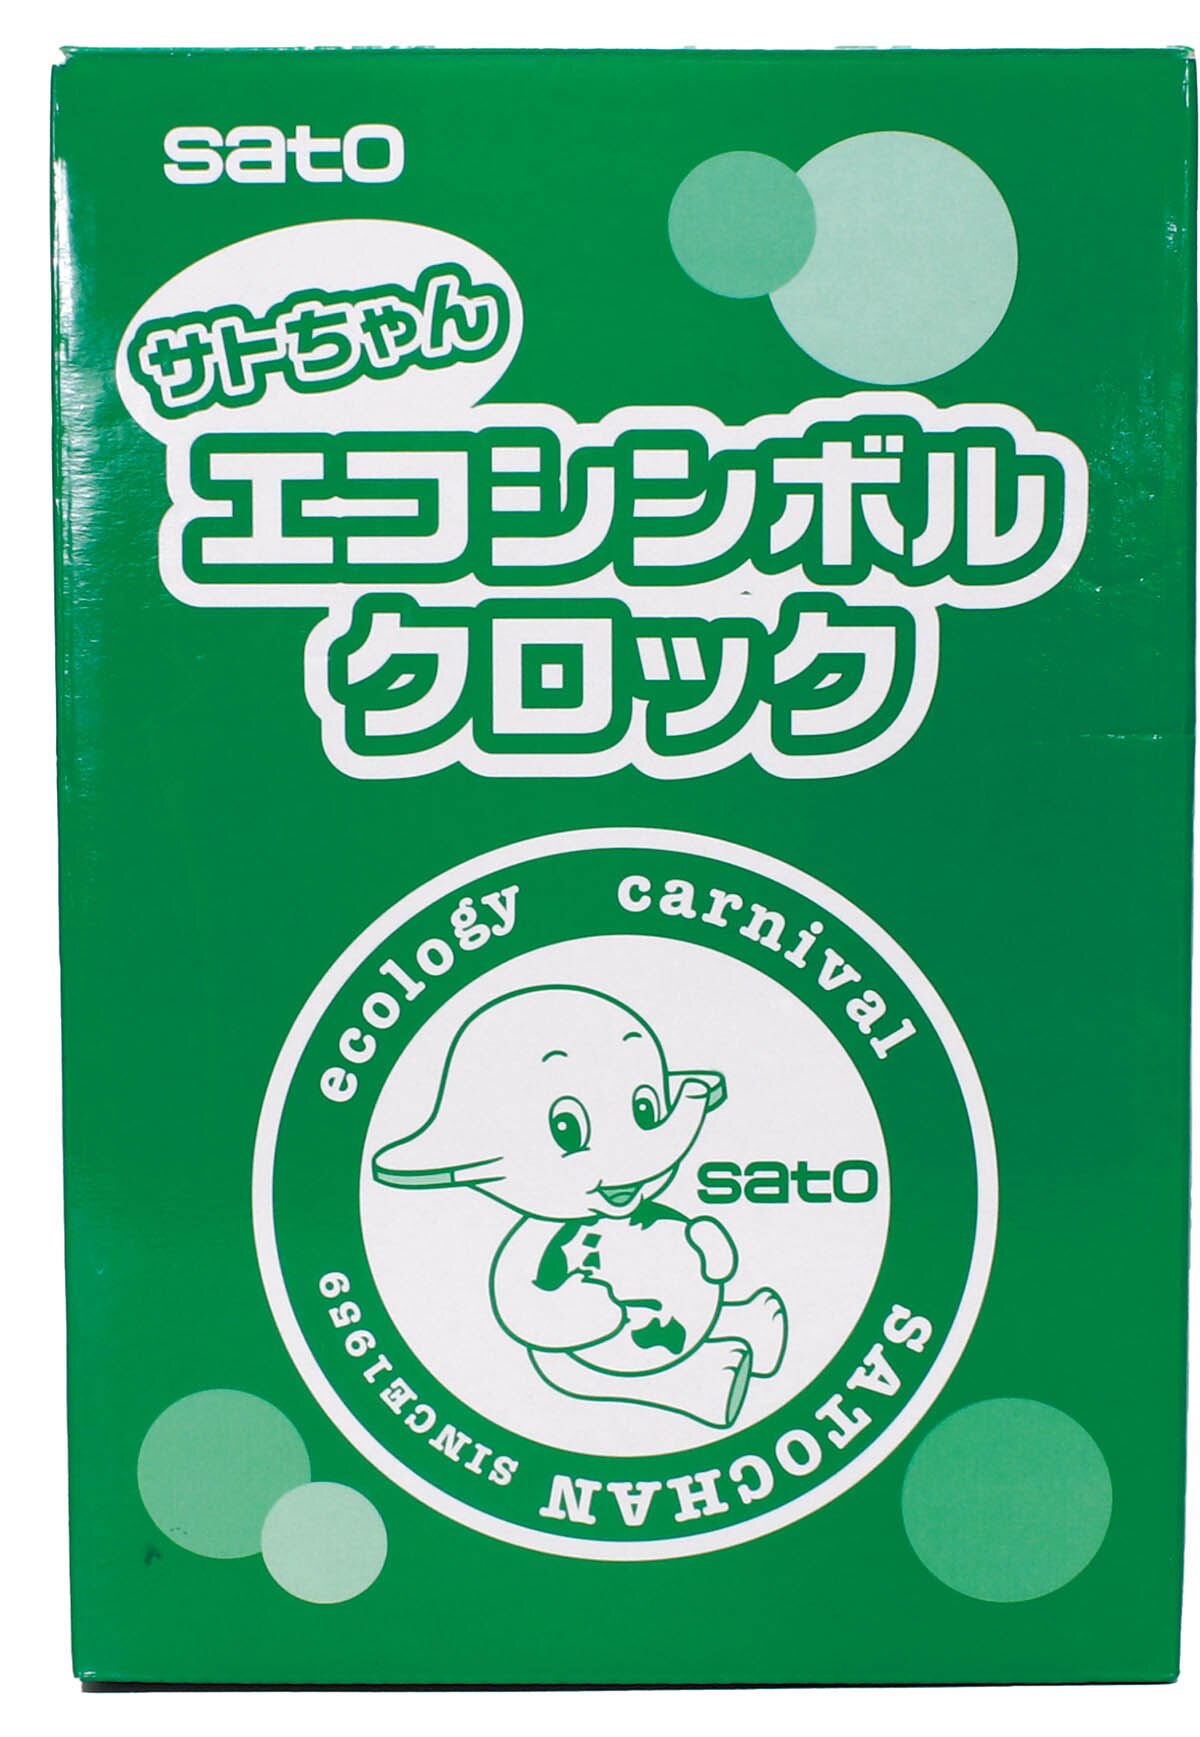 sato
サトちゃん
エコシンボル
クロック
ecology carnival
sato
SATOCHAN SINCE1959